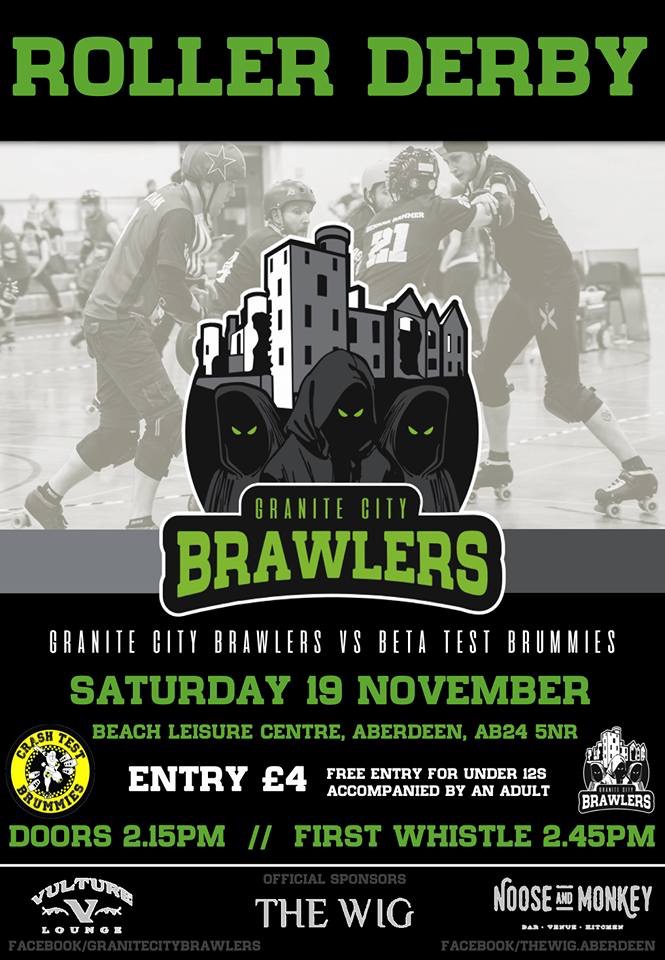 ROLLER DERBY
21
GRANITE CITY
BRAWLERS
GRANITE CITY BRAWLERS VS BETA TEST BRUMMIES
SATURDAY 19 NOVEMBER
BEACH LEISURE CENTRE, ABERDEEN, AB24 5NR
CRASH TEST
BRUMMIES
ENTRY £4
FREE ENTRY FOR UNDER 12S
ACCOMPANIED BY AN ADULT
GRANITE CITY
BRAWLERS
DOORS 2.15PM // FIRST WHISTLE 2.45PM
OFFICIAL SPONSORS
VULTURE
V
LOUNGE
THE WIG
NOOSE AND MONKEY
BAR · VENUE · KITCHEN
FACEBOOK/GRANITECITYBRAWLERS
FACEBOOK/THEWIG.ABERDEEN